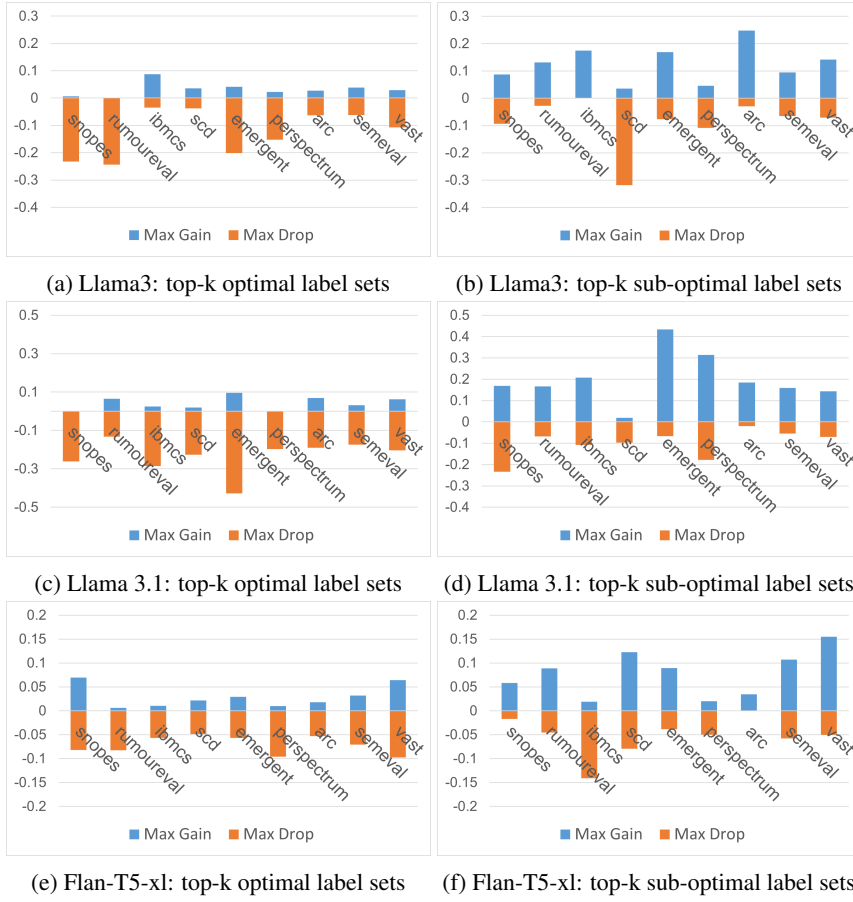 0.3
0.2
0.1
0
-0.1
-0.2
-0.3
-0.4
snopes
rumoureval
ibmcs
scd
emergent
perspectrum
arc
semeval
vast
Max Gain Max Drop
(a) Llama3: top-k optimal label sets
0.3
0.2
0.1
0
-0.1
-0.2
-0.3
-0.4
snopes
rumoureval
ibmcs
scd
emergent
perspectrum
arc
semeval
vast
Max Gain Max Drop
(b) Llama3: top-k sub-optimal label sets
0.5
0.3
0.1
-0.1
-0.3
-0.5
snopes
rumoureval
ibmcs
scd
emergent
perspectrum
arc
semeval
vast
Max Gain Max Drop
(c) Llama 3.1: top-k optimal label sets
0.5
0.4
0.3
0.2
0.1
0
-0.1
-0.2
-0.3
-0.4
snopes
rumoureval
ibmcs
scd
emergent
perspectrum
arc
semeval
vast
Max Gain Max Drop
(d) Llama 3.1: top-k sub-optimal label sets
0.2
0.15
0.1
0.05
0
-0.05
-0.1
-0.15
-0.2
snopes
rumoureval
ibmcs
scd
emergent
perspectrum
arc
semeval
vast
Max Gain Max Drop
(e) Flan-T5-xl: top-k optimal label sets
0.2
0.15
0.1
0.05
0
-0.05
-0.1
-0.15
-0.2
snopes
rumoureval
ibmcs
scd
emergent
perspectrum
arc
semeval
vast
Max Gain Max Drop
(f) Flan-T5-xl: top-k sub-optimal label sets